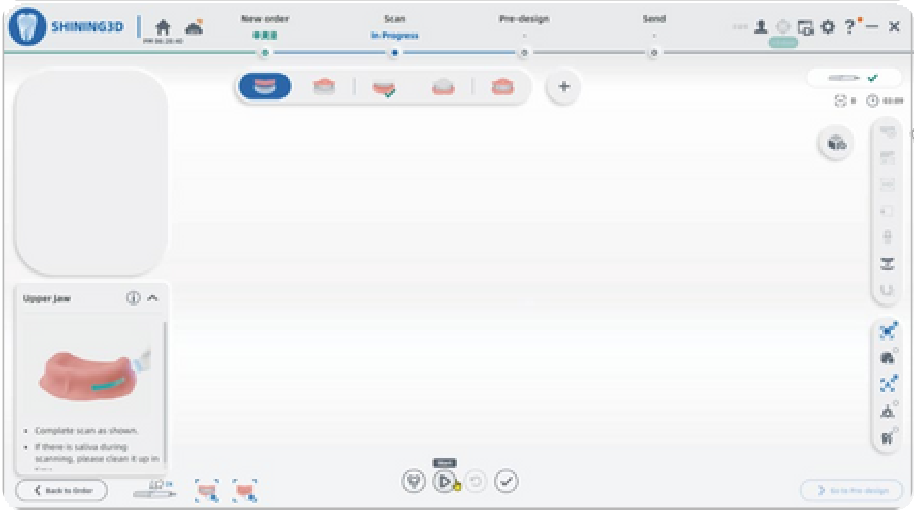 SHINING3D
New order
Scan
In Progress
Pre-design
-
Send
-
Upper Jaw
• Complete scan as shown.
• If there is saliva during
scanning, please clean it up in
Back to Order
Go to Pre-design